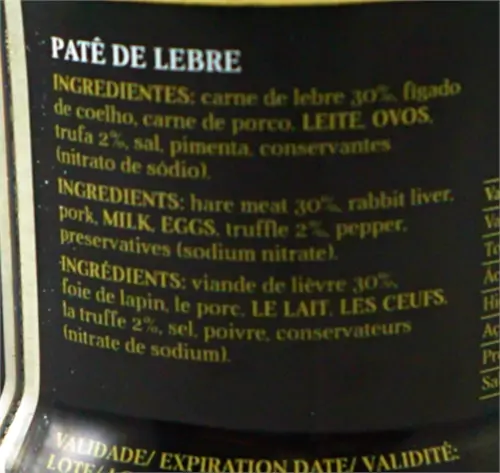 PATÊ DE LEBRE
INGREDIENTES: carne de lebre 30%, fígado
de coelho, carne de porco, LEITE, OVOS,
trufa 2%, sal, pimenta, conservantes
(nitrato de sódio).
INGREDIENTS: hare meat 30%, rabbit liver,
pork, MILK, EGGS, truffle 2%, pepper,
preservatives (sodium nitrate).
INGRÉDIENTS: viande de lièvre 30%,
foie de lapin, le porc, LE LAIT, LES ŒUFS,
la truffe 2%, sel, poivre, conservateurs
(nitrate de sodium).
VALIDADE/ EXPIRATION DATE/ VALIDITÉ:
LOTE/